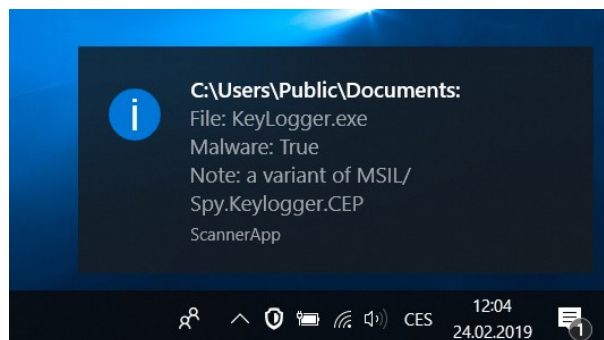 C:\Users\Public\Documents:
File: KeyLogger.exe
Malware: True
Note: a variant of MSIL/
Spy.Keylogger.CEP
ScannerApp
CES
12:04
24.02.2019
1